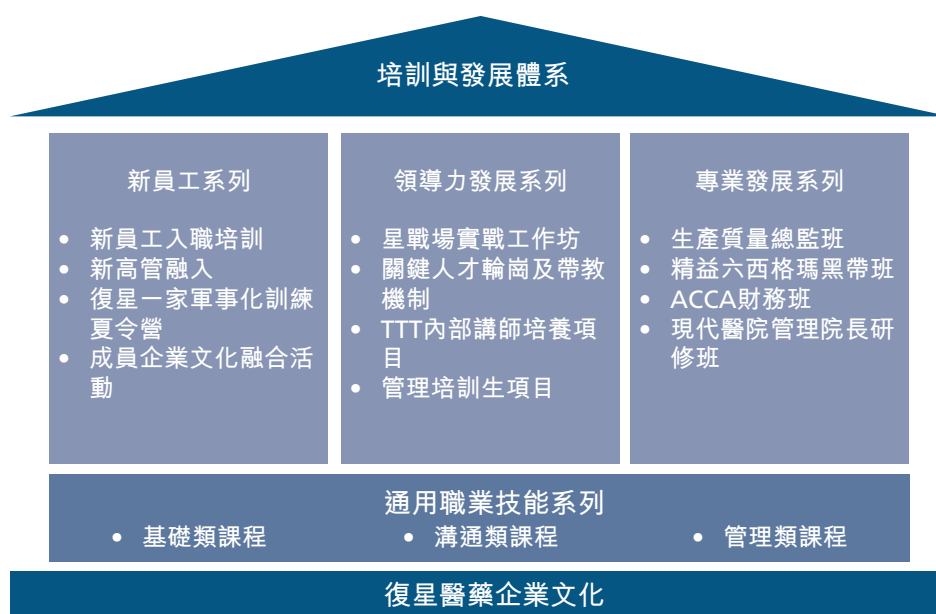 培訓與發展體系
新員工系列
• 新員工入職培訓
• 新高管融入
• 復星一家軍事化訓練
夏令營
• 成員企業文化融合活
動
領導力發展系列
• 星戰場實戰工作坊
• 關鍵人才輪崗及帶教
機制
• TTT內部講師培養項
目
• 管理培訓生項目
專業發展系列
• 生產質量總監班
• 精益六西格瑪黑帶班
• ACCA財務班
• 現代醫院管理院長研
修班
通用職業技能系列
• 基礎類課程 • 溝通類課程 • 管理類課程
復星醫藥企業文化